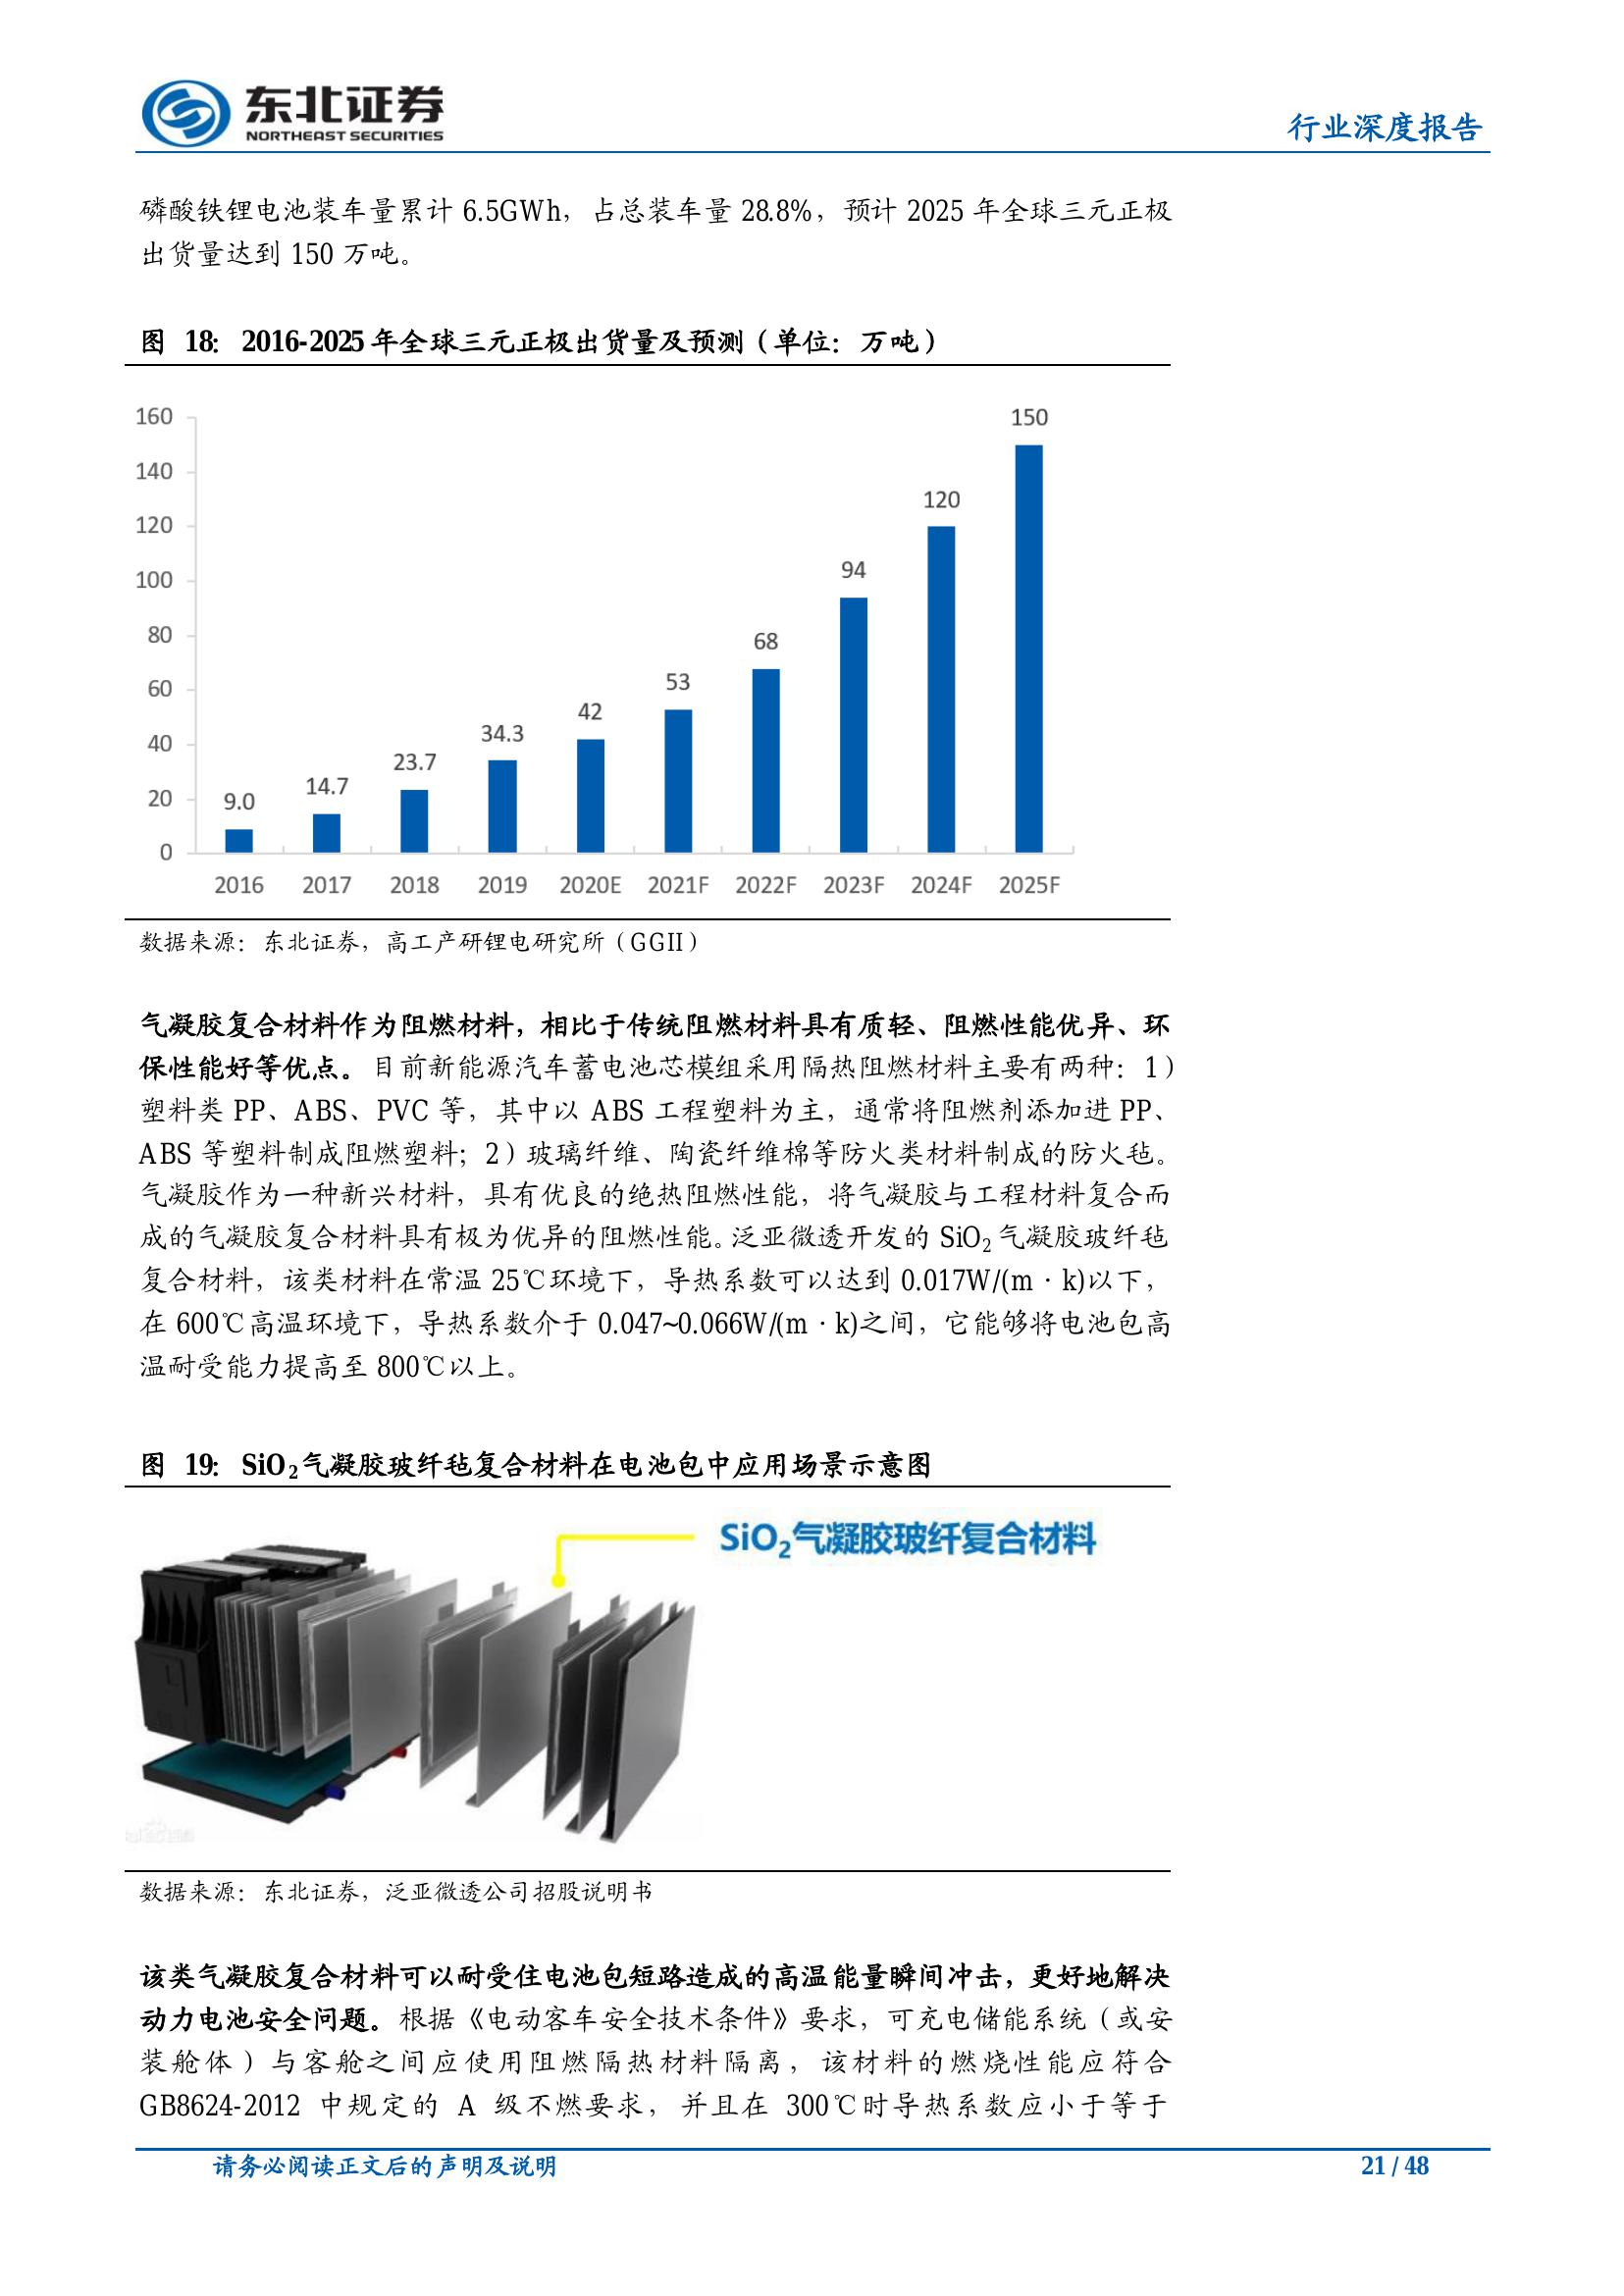 东北证券
NORTHEAST SECURITIES
行业深度报告
磷酸铁锂电池装车量累计 6.5GWh，占总装车量 28.8%，预计 2025 年全球三元正极
出货量达到 150 万吨。
图 18： 2016-2025 年全球三元正极出货量及预测（单位：万吨）
160
140
120
100
80
60
40
20
0
9.0
14.7
23.7
34.3
42
53
68
94
120
150
2016 2017 2018 2019 2020E 2021F 2022F 2023F 2024F 2025F
数据来源：东北证券，高工产研锂电研究所（GGII）
气凝胶复合材料作为阻燃材料，相比于传统阻燃材料具有质轻、阻燃性能优异、环
保性能好等优点。目前新能源汽车蓄电池芯模组采用隔热阻燃材料主要有两种：1）
塑料类 PP、ABS、PVC 等，其中以 ABS 工程塑料为主，通常将阻燃剂添加进 PP、
ABS 等塑料制成阻燃塑料；2）玻璃纤维、陶瓷纤维棉等防火类材料制成的防火毡。
气凝胶作为一种新兴材料，具有优良的绝热阻燃性能，将气凝胶与工程材料复合而
成的气凝胶复合材料具有极为优异的阻燃性能。泛亚微透开发的 SiO₂ 气凝胶玻纤毡
复合材料，该类材料在常温 25℃环境下，导热系数可以达到 0.017W/(m · k)以下，
在 600℃高温环境下，导热系数介于 0.047~0.066W/(m · k)之间，它能够将电池包高
温耐受能力提高至 800℃以上。
图 19： SiO₂气凝胶玻纤毡复合材料在电池包中应用场景示意图
SiO₂气凝胶玻纤复合材料
数据来源：东北证券，泛亚微透公司招股说明书
该类气凝胶复合材料可以耐受住电池包短路造成的高温能量瞬间冲击，更好地解决
动力电池安全问题。根据《电动客车安全技术条件》要求，可充电储能系统（或安
装舱体）与客舱之间应使用阻燃隔热材料隔离，该材料的燃烧性能应符合
GB8624-2012 中规定的 A 级不燃要求，并且在 300℃时导热系数应小于等于
请务必阅读正文后的声明及说明
21 / 48